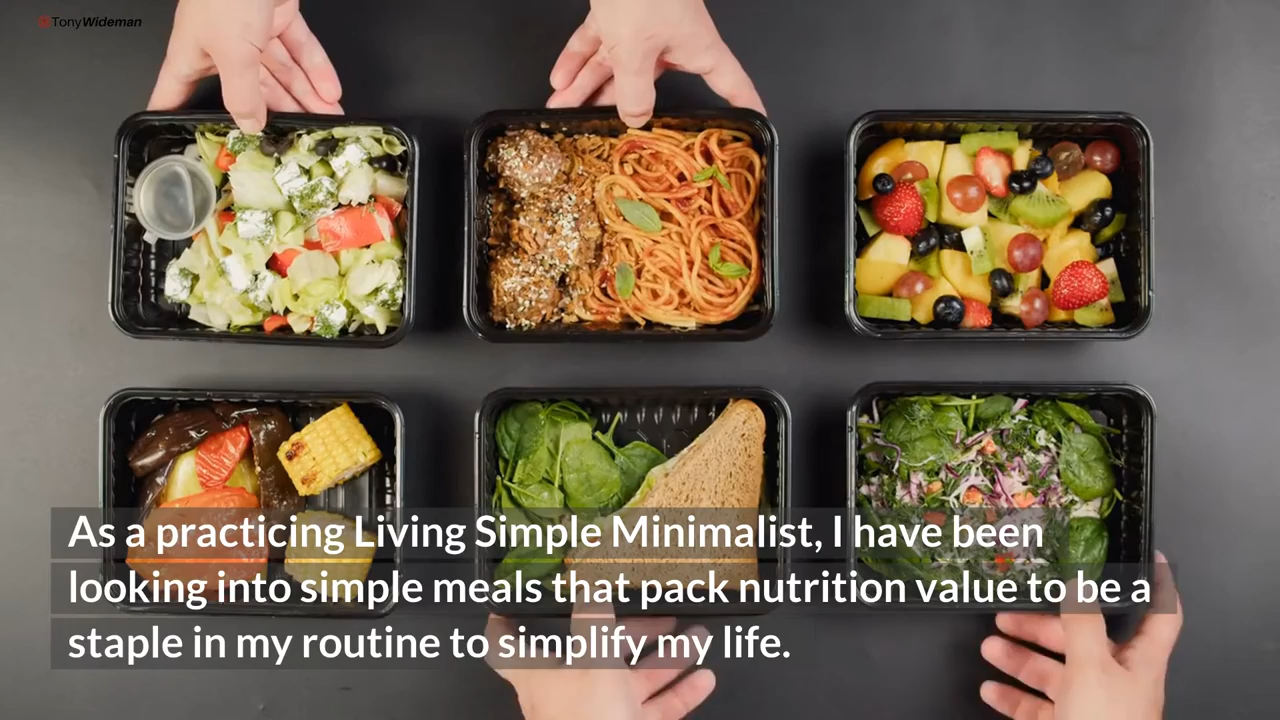 TonyWideman
As a practicing Living Simple Minimalist, I have been
looking into simple meals that pack nutrition value to be a
staple in my routine to simplify my life.